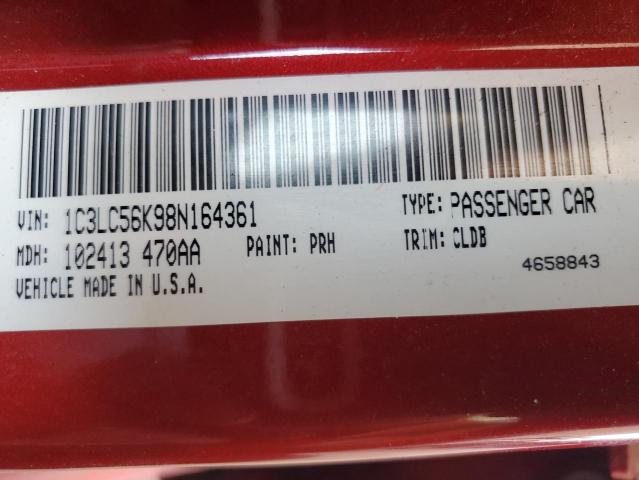 VIN: 1C3LC56K98N164361 TYPE: PASSENGER CAR
MDH: 102413 470AA PAINT: PRH TRIM: CLDB
VEHICLE MADE IN U.S.A. 4658843